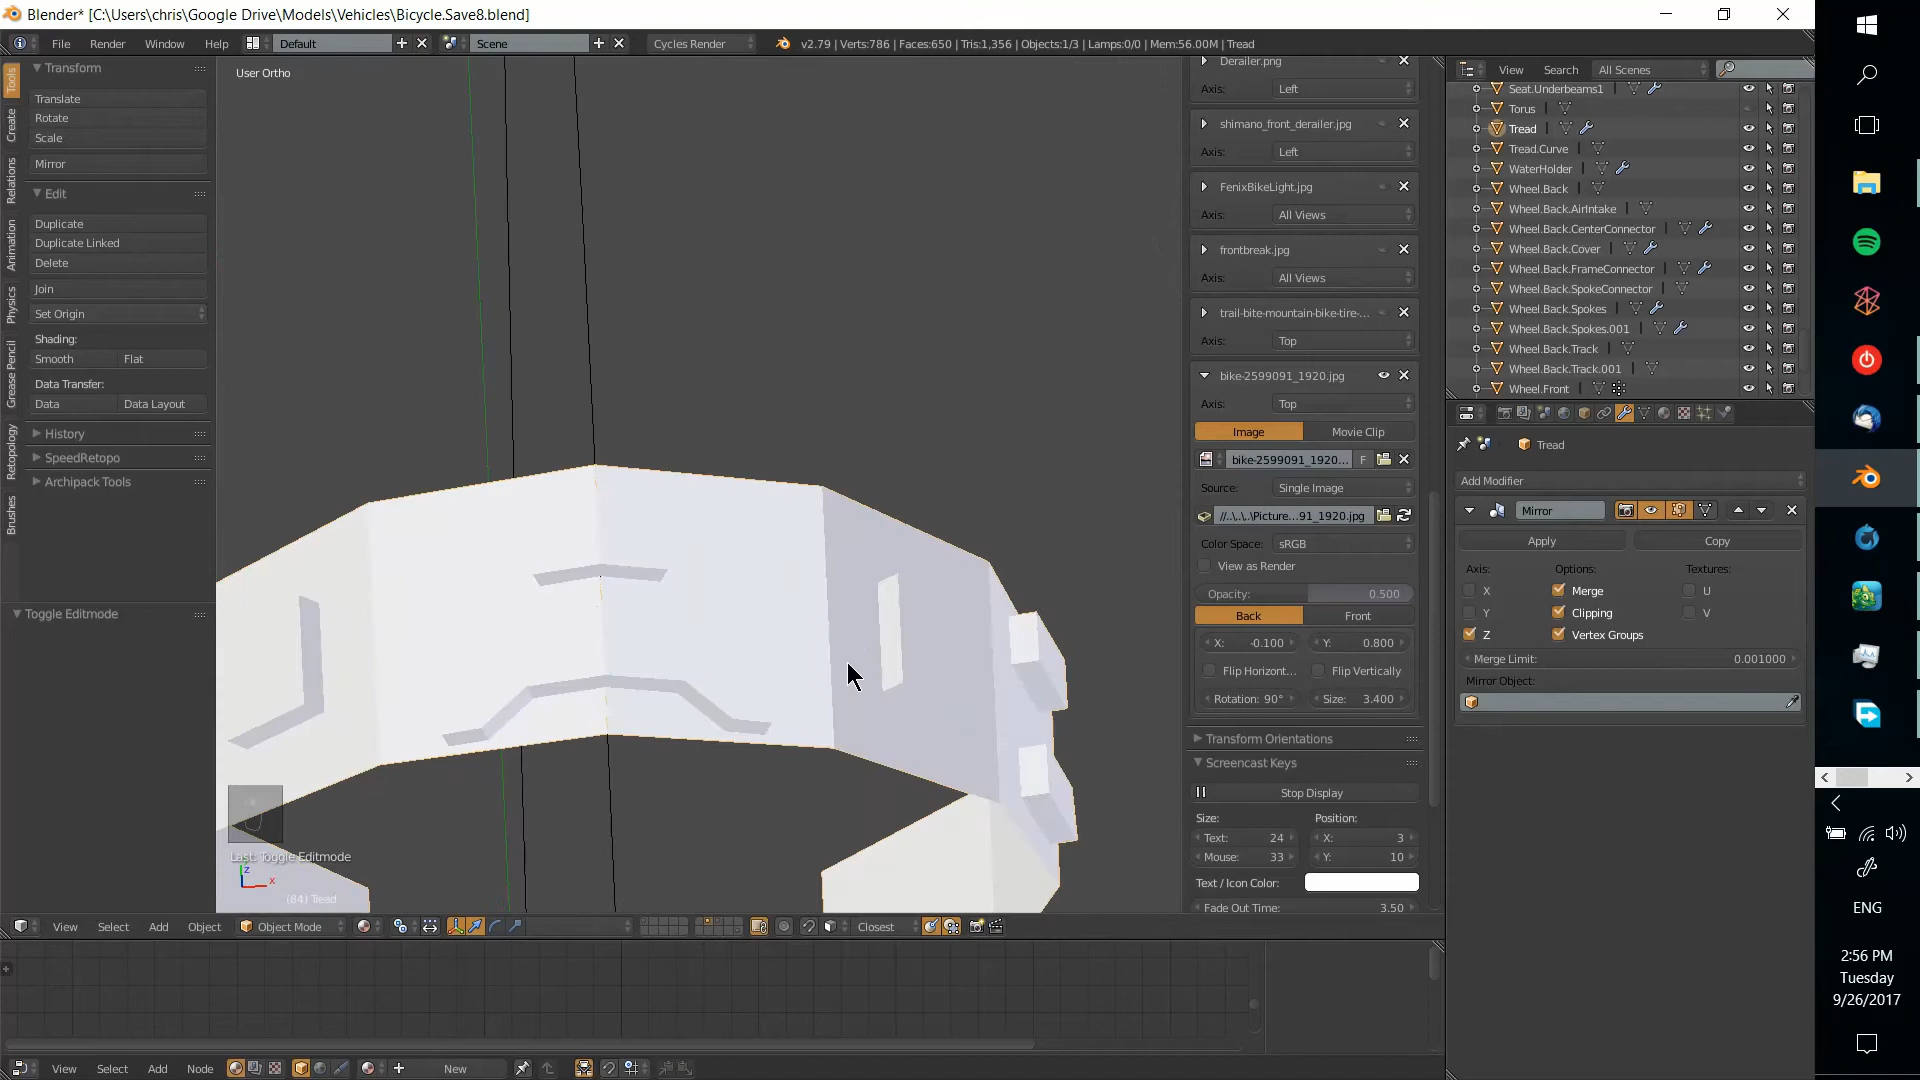 Blender* [C:\Users\chris\Google Drive\Models\Vehicles\Bicycle.Save8.blend]
File Render Window Help Default Scene Cycles Render v2.79 | Verts:786 | Faces:650 | Tris:1,356 | Objects:1/3 | Lamps:0/0 | Mem:56.00M | Tread
Tools
Create
Relations
Animation
Physics
Grease Pencil
Retopology
Brushes
Transform
Translate
Rotate
Scale
Mirror
Edit
Duplicate
Duplicate Linked
Delete
Join
Set Origin
Shading:
Smooth Flat
Data Transfer:
Data Data Layout
History
SpeedRetopo
Archipack Tools
Toggle Editmode
User Ortho
Last: Toggle Editmode
z
x
(84) Tread
View Select Add Object Object Mode Closest
View Select Add Node New
Derailer.png
Axis: Left
shimano_front_derailer.jpg
Axis: Left
FenixBikeLight.jpg
Axis: All Views
frontbreak.jpg
Axis: All Views
trail-bite-mountain-bike-tire-...
Axis: Top
bike-2599091_1920.jpg
Axis: Top
Image Movie Clip
bike-2599091_1920... F
Source: Single Image
//..\..\..\Picture...91_1920.jpg
Color Space: sRGB
View as Render
Opacity: 0.500
Back Front
X: -0.100 Y: 0.800
Flip Horizont... Flip Vertically
Rotation: 90° Size: 3.400
Transform Orientations
Screencast Keys
Stop Display
Size: Position:
Text: 24 X: 3
Mouse: 33 Y: 10
Text / Icon Color:
Fade Out Time: 3.50
View Search All Scenes
Seat.Underbeams1
Torus
Tread
Tread.Curve
WaterHolder
Wheel.Back
Wheel.Back.AirIntake
Wheel.Back.CenterConnector
Wheel.Back.Cover
Wheel.Back.FrameConnector
Wheel.Back.SpokeConnector
Wheel.Back.Spokes
Wheel.Back.Spokes.001
Wheel.Back.Track
Wheel.Back.Track.001
Wheel.Front
Tread
Add Modifier
Mirror
Apply Copy
Axis: Options: Textures:
X Merge U
Y Clipping V
Z Vertex Groups
Merge Limit: 0.001000
Mirror Object:
ENG
2:56 PM
Tuesday
9/26/2017